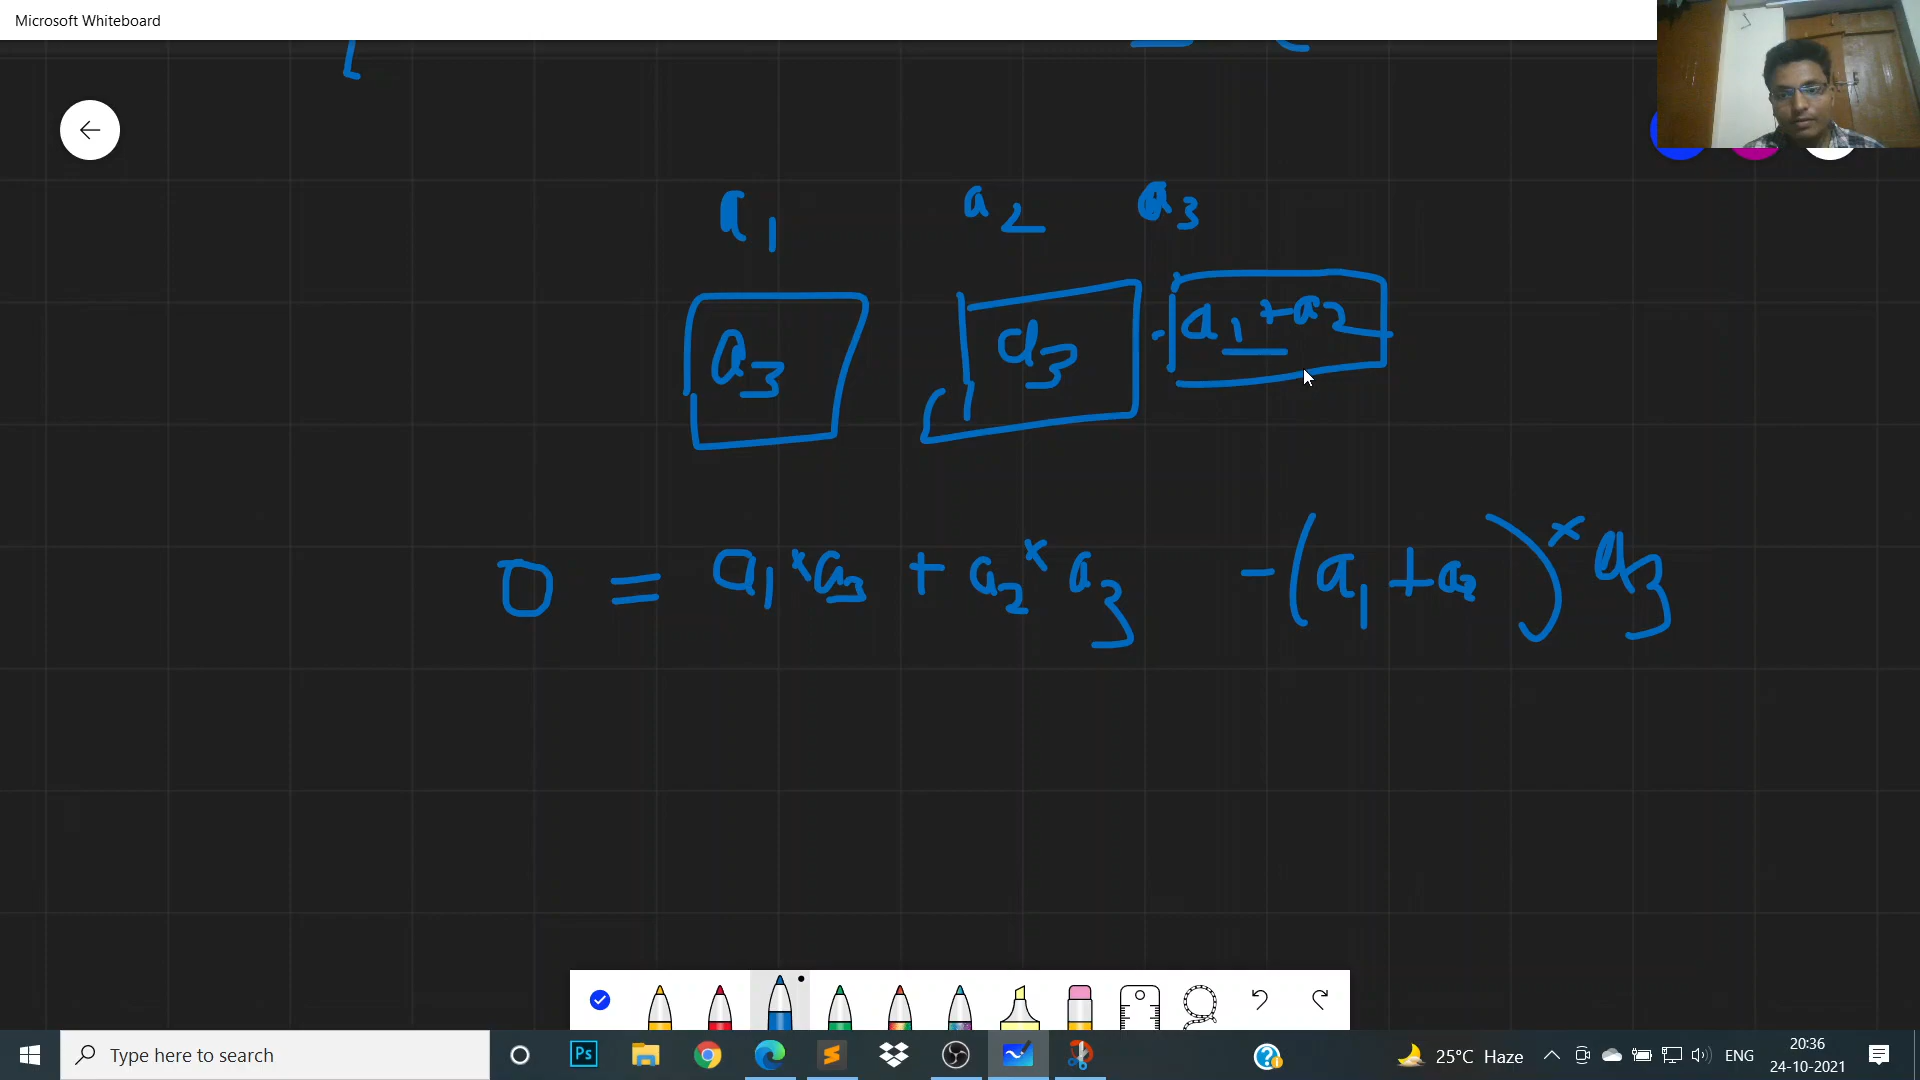 Microsoft Whiteboard
a1 a2 a3
a3 a3 -a1+a2
0 = a1 x a3 + a2 x a3 - (a1 + a2) x a3
Type here to search
Ps
25°C Haze
ENG
20:36
24-10-2021